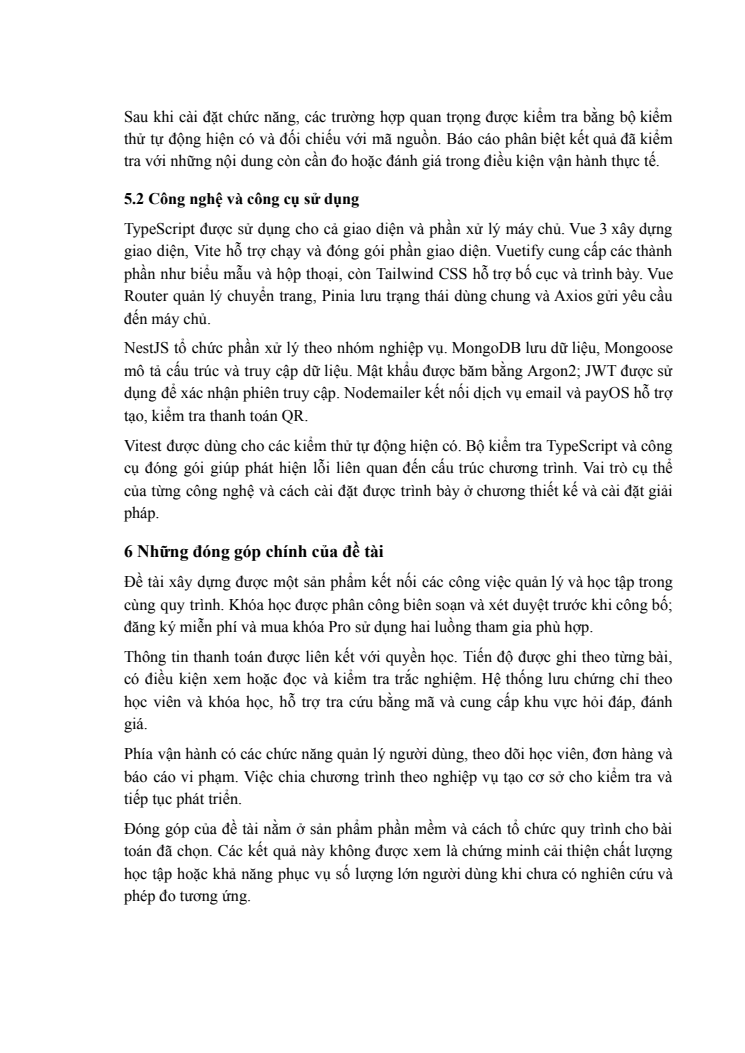 Sau khi cài đặt chức năng, các trường hợp quan trọng được kiểm tra bằng bộ kiểm
thử tự động hiện có và đối chiếu với mã nguồn. Báo cáo phân biệt kết quả đã kiểm
tra với những nội dung còn cần đo hoặc đánh giá trong điều kiện vận hành thực tế.
5.2 Công nghệ và công cụ sử dụng
TypeScript được sử dụng cho cả giao diện và phần xử lý máy chủ. Vue 3 xây dựng
giao diện, Vite hỗ trợ chạy và đóng gói phần giao diện. Vuetify cung cấp các thành
phần như biểu mẫu và hộp thoại, còn Tailwind CSS hỗ trợ bố cục và trình bày. Vue
Router quản lý chuyển trang, Pinia lưu trạng thái dùng chung và Axios gửi yêu cầu
đến máy chủ.
NestJS tổ chức phần xử lý theo nhóm nghiệp vụ. MongoDB lưu dữ liệu, Mongoose
mô tả cấu trúc và truy cập dữ liệu. Mật khẩu được băm bằng Argon2; JWT được sử
dụng để xác nhận phiên truy cập. Nodemailer kết nối dịch vụ email và payOS hỗ trợ
tạo, kiểm tra thanh toán QR.
Vitest được dùng cho các kiểm thử tự động hiện có. Bộ kiểm tra TypeScript và công
cụ đóng gói giúp phát hiện lỗi liên quan đến cấu trúc chương trình. Vai trò cụ thể
của từng công nghệ và cách cài đặt được trình bày ở chương thiết kế và cài đặt giải
pháp.
6 Những đóng góp chính của đề tài
Đề tài xây dựng được một sản phẩm kết nối các công việc quản lý và học tập trong
cùng quy trình. Khóa học được phân công biên soạn và xét duyệt trước khi công bố;
đăng ký miễn phí và mua khóa Pro sử dụng hai luồng tham gia phù hợp.
Thông tin thanh toán được liên kết với quyền học. Tiến độ được ghi theo từng bài,
có điều kiện xem hoặc đọc và kiểm tra trắc nghiệm. Hệ thống lưu chứng chỉ theo
học viên và khóa học, hỗ trợ tra cứu bằng mã và cung cấp khu vực hỏi đáp, đánh
giá.
Phía vận hành có các chức năng quản lý người dùng, theo dõi học viên, đơn hàng và
báo cáo vi phạm. Việc chia chương trình theo nghiệp vụ tạo cơ sở cho kiểm tra và
tiếp tục phát triển.
Đóng góp của đề tài nằm ở sản phẩm phần mềm và cách tổ chức quy trình cho bài
toán đã chọn. Các kết quả này không được xem là chứng minh cải thiện chất lượng
học tập hoặc khả năng phục vụ số lượng lớn người dùng khi chưa có nghiên cứu và
phép đo tương ứng.